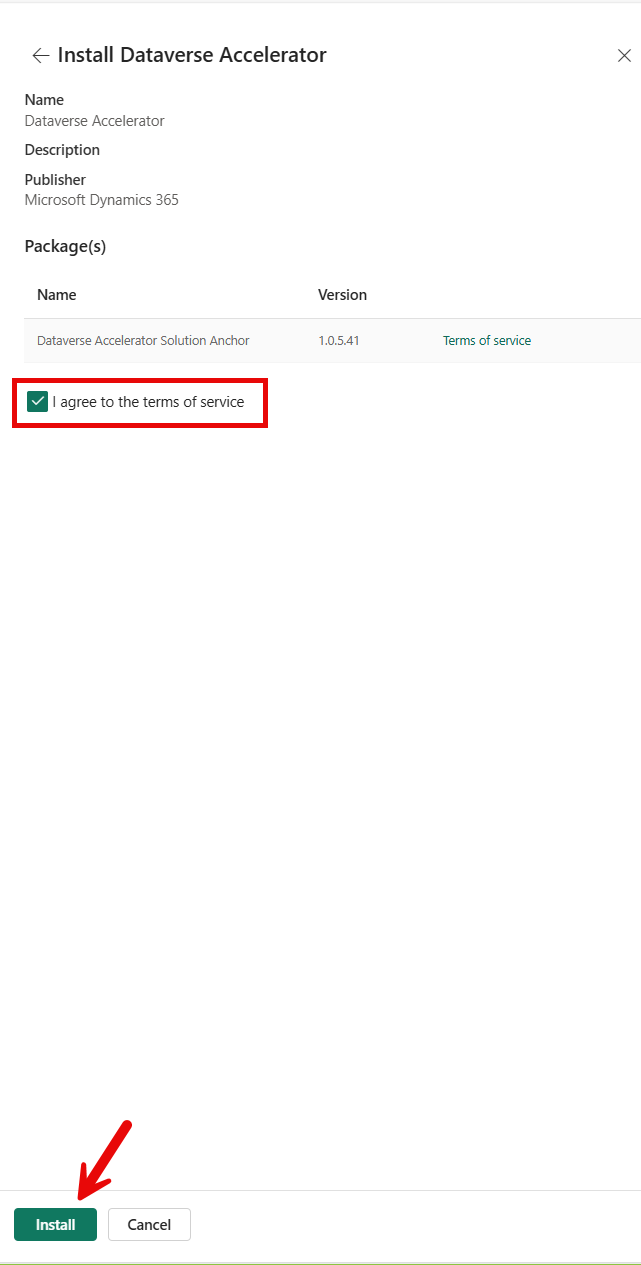 Install Dataverse Accelerator
Name
Dataverse Accelerator
Description
Publisher
Microsoft Dynamics 365
Package(s)
Name Version
Dataverse Accelerator Solution Anchor 1.0.5.41 Terms of service
I agree to the terms of service
Install Cancel